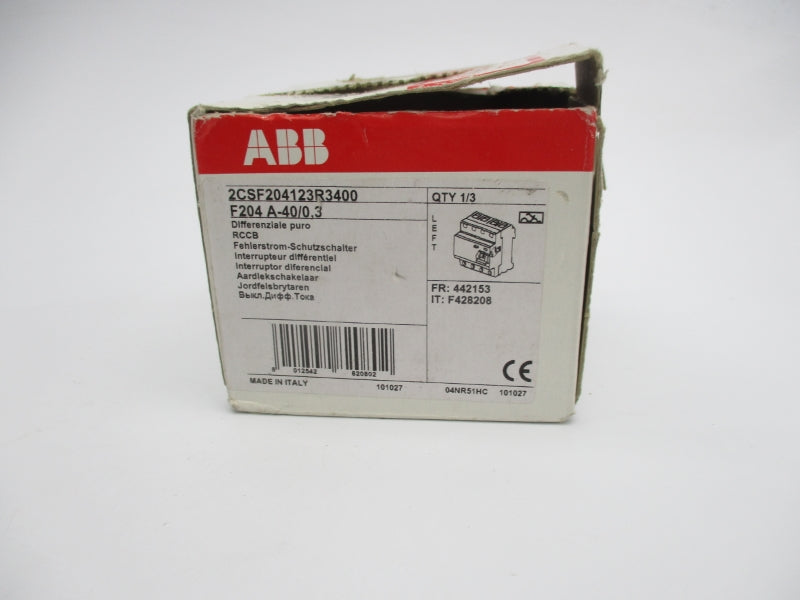 ABB
2CSF204123R3400
F204 A-40/0,3
Differenziale puro
RCCB
Fehlerstrom-Schutzschalter
Interrupteur différentiel
Interruptor diferencial
Aardlekschakelaar
Jordfelsbrytaren
Выкл.Дифф.Тока
8 012542 620802
MADE IN ITALY 101027
QTY 1/3
LEFT
FR: 442153
IT: F428208
CE
04NR51HC 101027